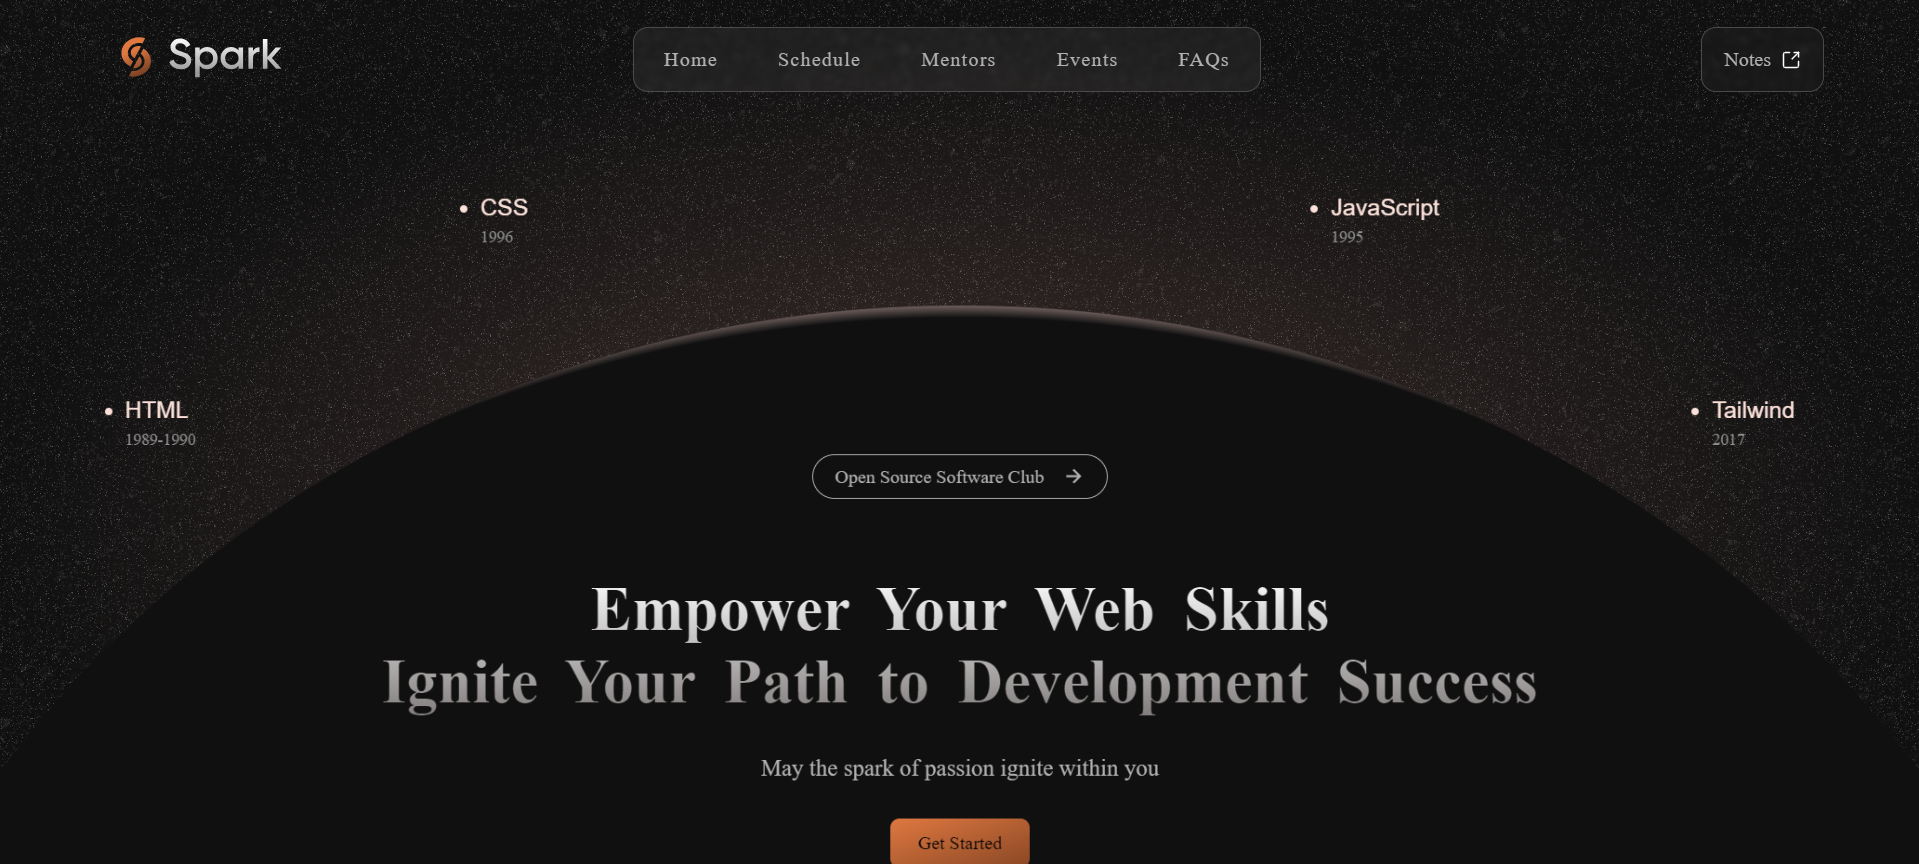 Spark
Home Schedule Mentors Events FAQs
Notes
CSS
1996
JavaScript
1995
HTML
1989-1990
Tailwind
2017
Open Source Software Club
Empower Your Web Skills
Ignite Your Path to Development Success
May the spark of passion ignite within you
Get Started